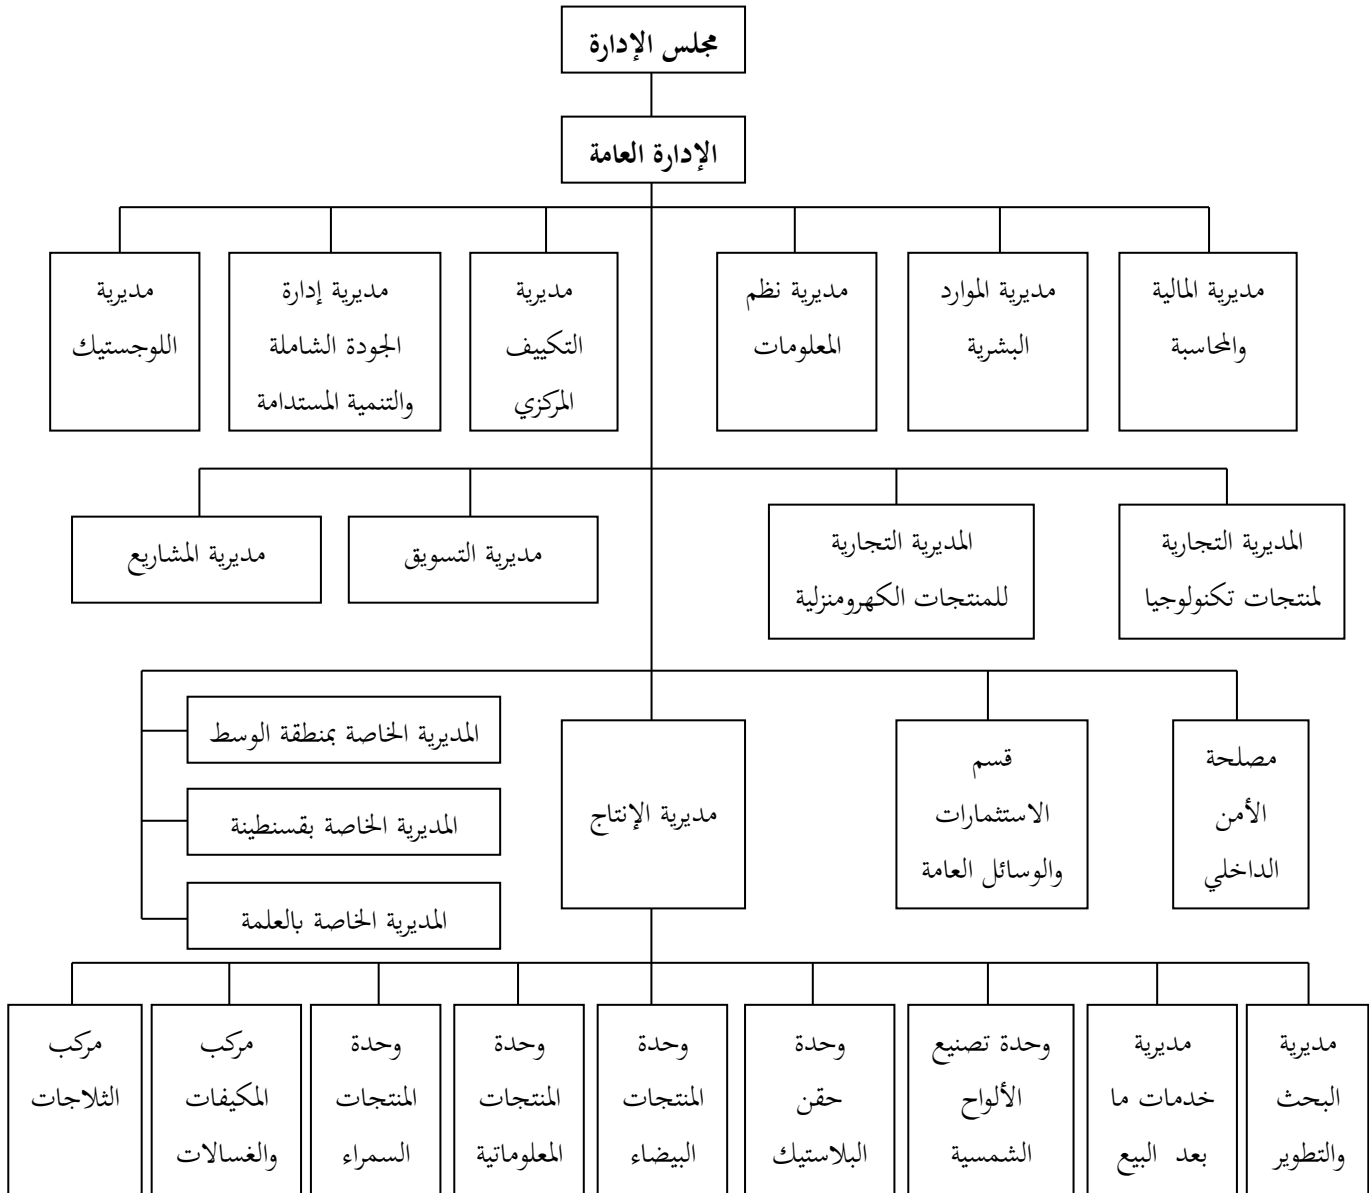 مجلس الإدارة
الإدارة العامة
مديرية المالية
والمحاسبة
مديرية الموارد
البشرية
مديرية نظم
المعلومات
مديرية
التكييف
المركزي
مديرية إدارة
الجودة الشاملة
والتنمية المستدامة
مديرية
اللوجستيك
المديرية التجارية
لمنتجات تكنولوجيا
المديرية التجارية
للمنتجات الكهرومنزلية
مديرية التسويق
مديرية المشاريع
مصلحة
الأمن
الداخلي
قسم
الاستثمارات
والوسائل العامة
مديرية الإنتاج
المديرية الخاصة بمنطقة الوسط
المديرية الخاصة بقسنطينة
المديرية الخاصة بالعلمة
مديرية
البحث
والتطوير
مديرية
خدمات ما
بعد البيع
وحدة تصنيع
الألواح
الشمسية
وحدة
حقن
البلاستيك
وحدة
المنتجات
البيضاء
وحدة
المنتجات
المعلوماتية
وحدة
المنتجات
السمراء
مركب
المكيفات
والغسالات
مركب
الثلاجات